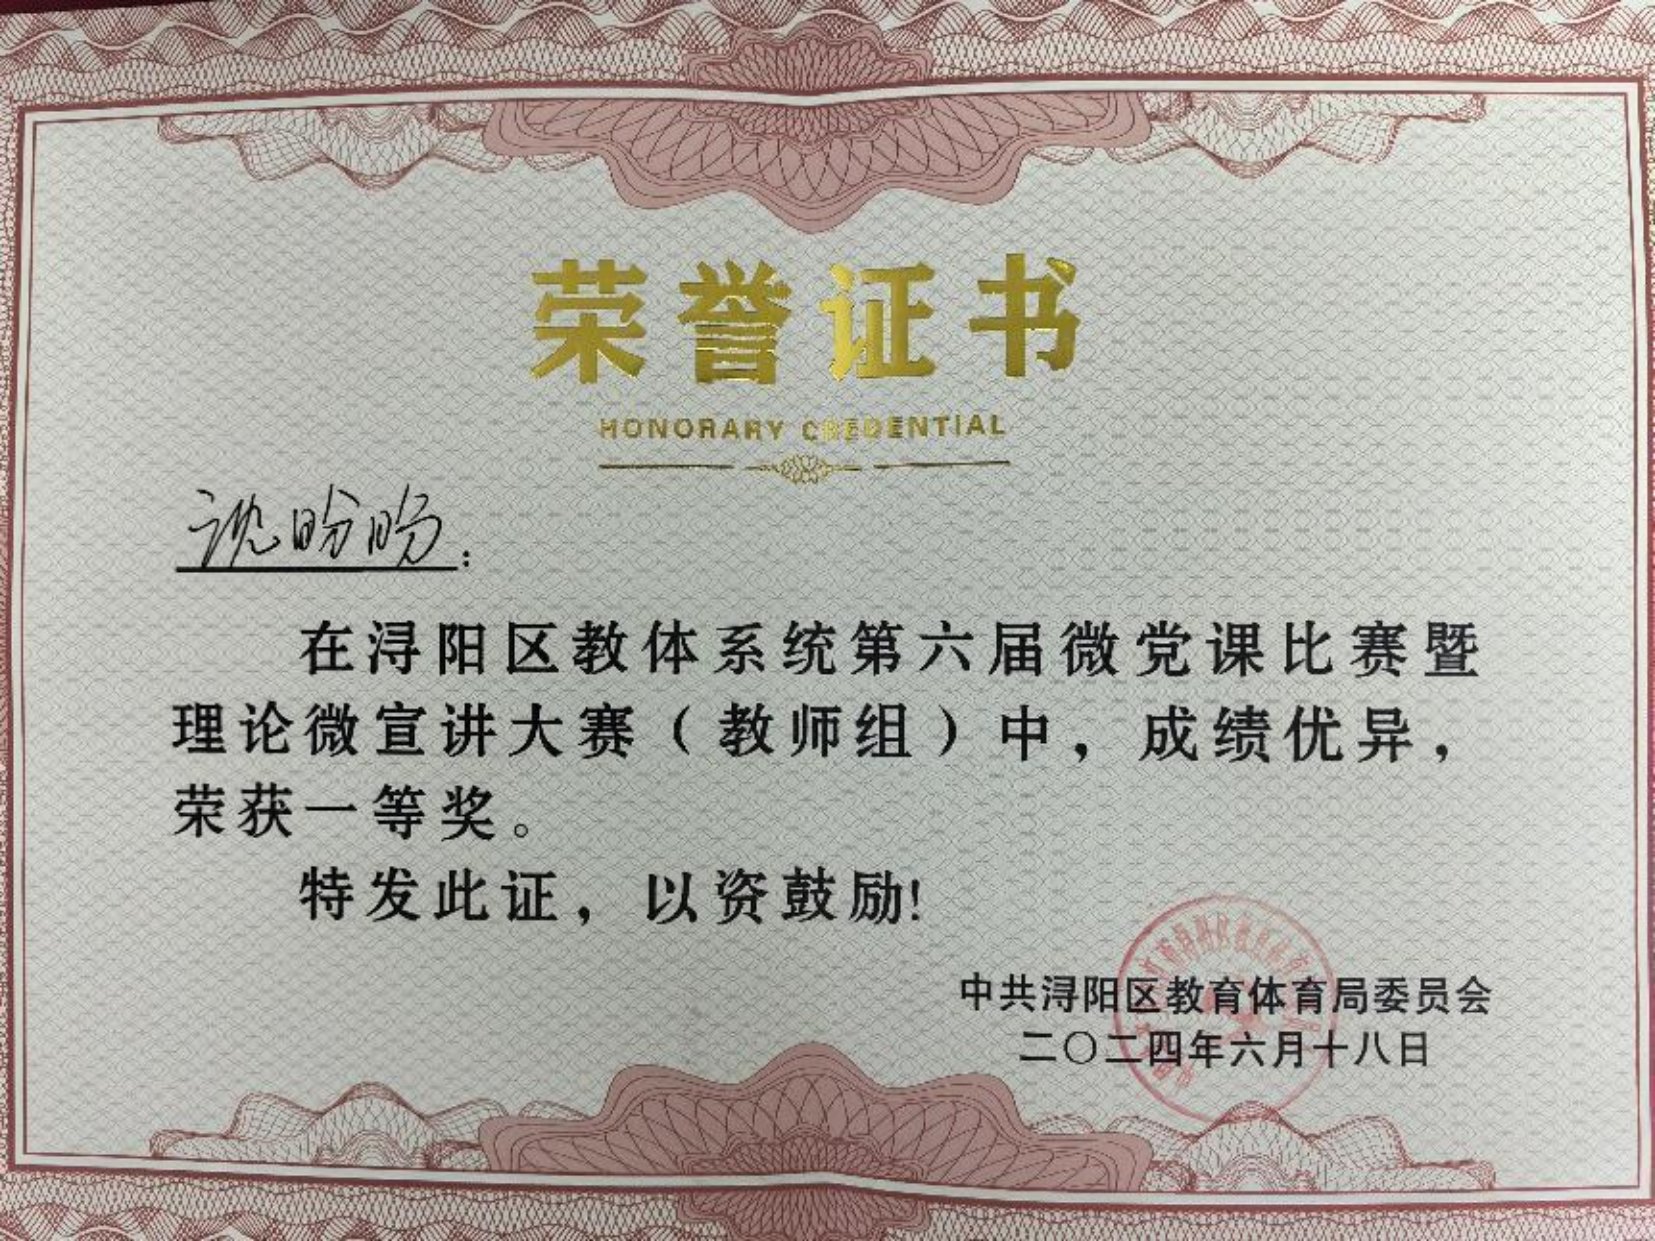 荣誉证书
HONORARY CREDENTIAL
盼盼：
在浔阳区教体系统第六届微党课比赛暨
理论微宣讲大赛（教师组）中，成绩优异，
荣获一等奖。
特发此证，以资鼓励！
中共浔阳区教育体育局委员会
二〇二四年六月十八日